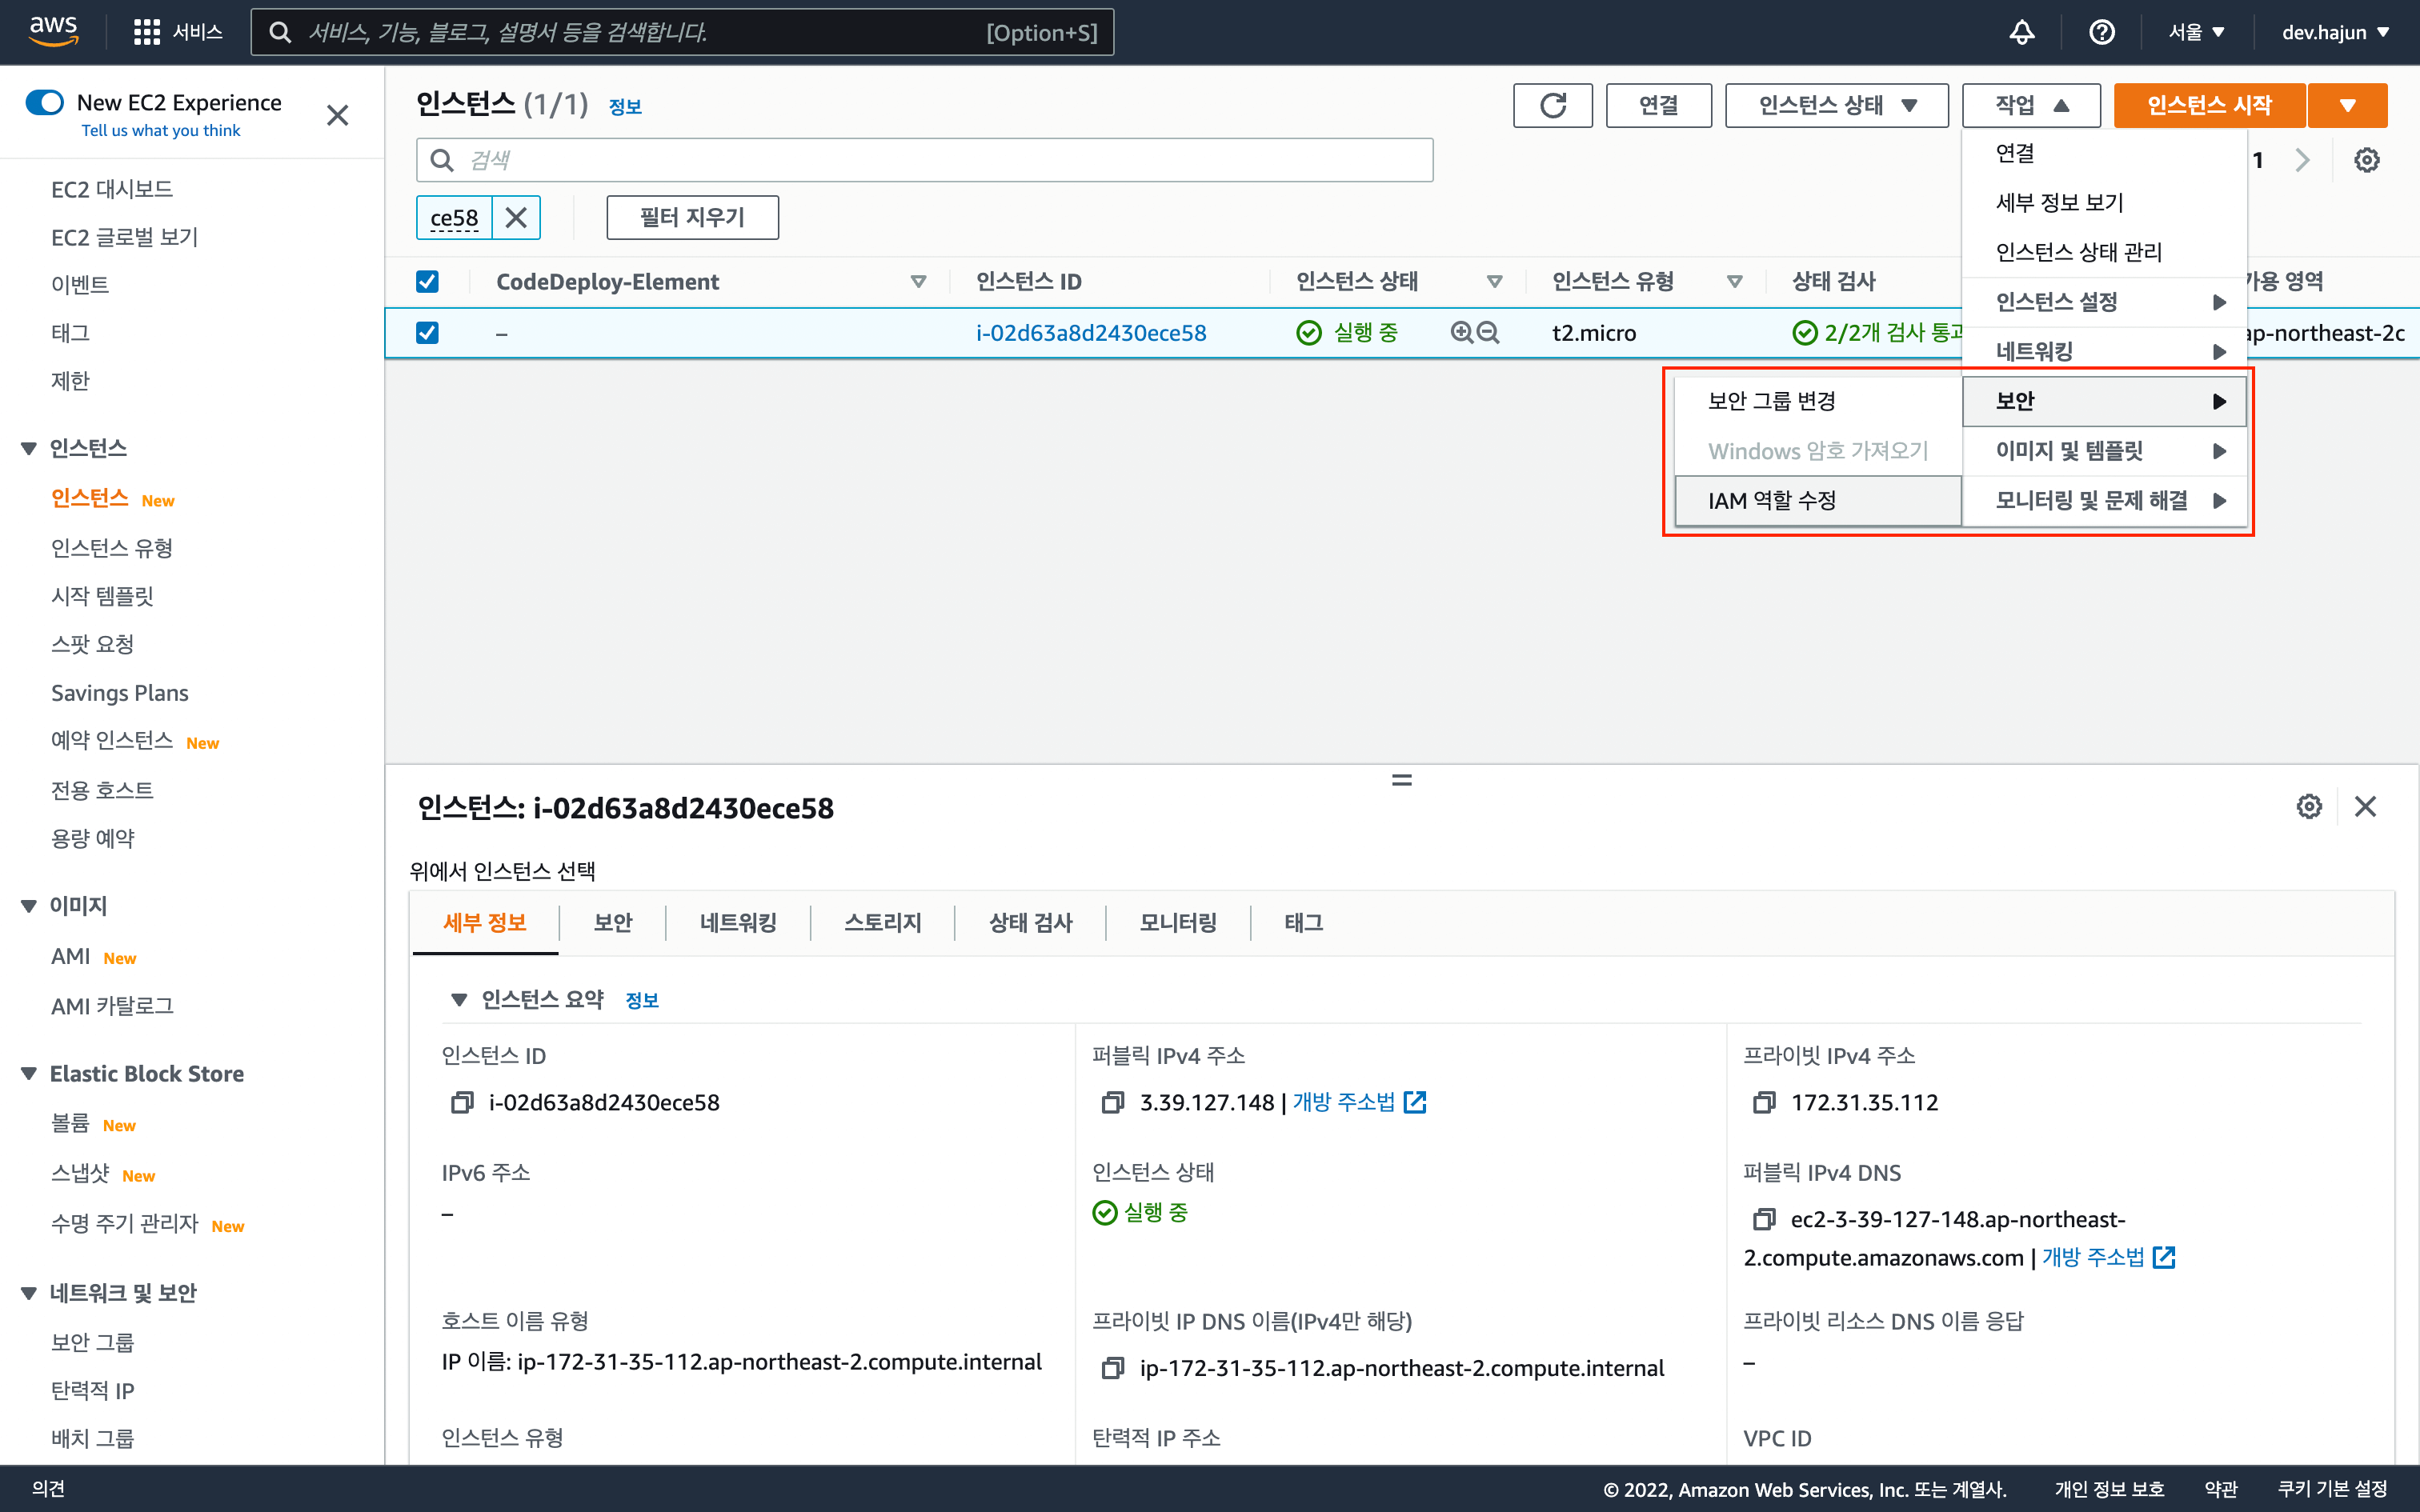 aws
서비스
서비스, 기능, 블로그, 설명서 등을 검색합니다.
[Option+S]
서울
dev.hajun
New EC2 Experience
Tell us what you think
EC2 대시보드
EC2 글로벌 보기
이벤트
태그
제한
인스턴스
인스턴스 New
인스턴스 유형
시작 템플릿
스팟 요청
Savings Plans
예약 인스턴스 New
전용 호스트
용량 예약
이미지
AMI New
AMI 카탈로그
Elastic Block Store
볼륨 New
스냅샷 New
수명 주기 관리자 New
네트워크 및 보안
보안 그룹
탄력적 IP
배치 그룹
인스턴스 (1/1) 정보
연결
인스턴스 상태
작업
인스턴스 시작
검색
1
ce58
필터 지우기
CodeDeploy-Element
인스턴스 ID
인스턴스 상태
인스턴스 유형
상태 검사
가용 영역
–
i-02d63a8d2430ece58
실행 중
t2.micro
2/2개 검사 통과
ap-northeast-2c
연결
세부 정보 보기
인스턴스 상태 관리
인스턴스 설정
네트워킹
보안
이미지 및 템플릿
모니터링 및 문제 해결
보안 그룹 변경
Windows 암호 가져오기
IAM 역할 수정
인스턴스: i-02d63a8d2430ece58
위에서 인스턴스 선택
세부 정보
보안
네트워킹
스토리지
상태 검사
모니터링
태그
인스턴스 요약 정보
인스턴스 ID
i-02d63a8d2430ece58
퍼블릭 IPv4 주소
3.39.127.148 | 개방 주소법
프라이빗 IPv4 주소
172.31.35.112
IPv6 주소
–
인스턴스 상태
실행 중
퍼블릭 IPv4 DNS
ec2-3-39-127-148.ap-northeast-
2.compute.amazonaws.com | 개방 주소법
호스트 이름 유형
IP 이름: ip-172-31-35-112.ap-northeast-2.compute.internal
프라이빗 IP DNS 이름(IPv4만 해당)
ip-172-31-35-112.ap-northeast-2.compute.internal
프라이빗 리소스 DNS 이름 응답
–
인스턴스 유형
탄력적 IP 주소
VPC ID
의견
© 2022, Amazon Web Services, Inc. 또는 계열사.
개인 정보 보호
약관
쿠키 기본 설정